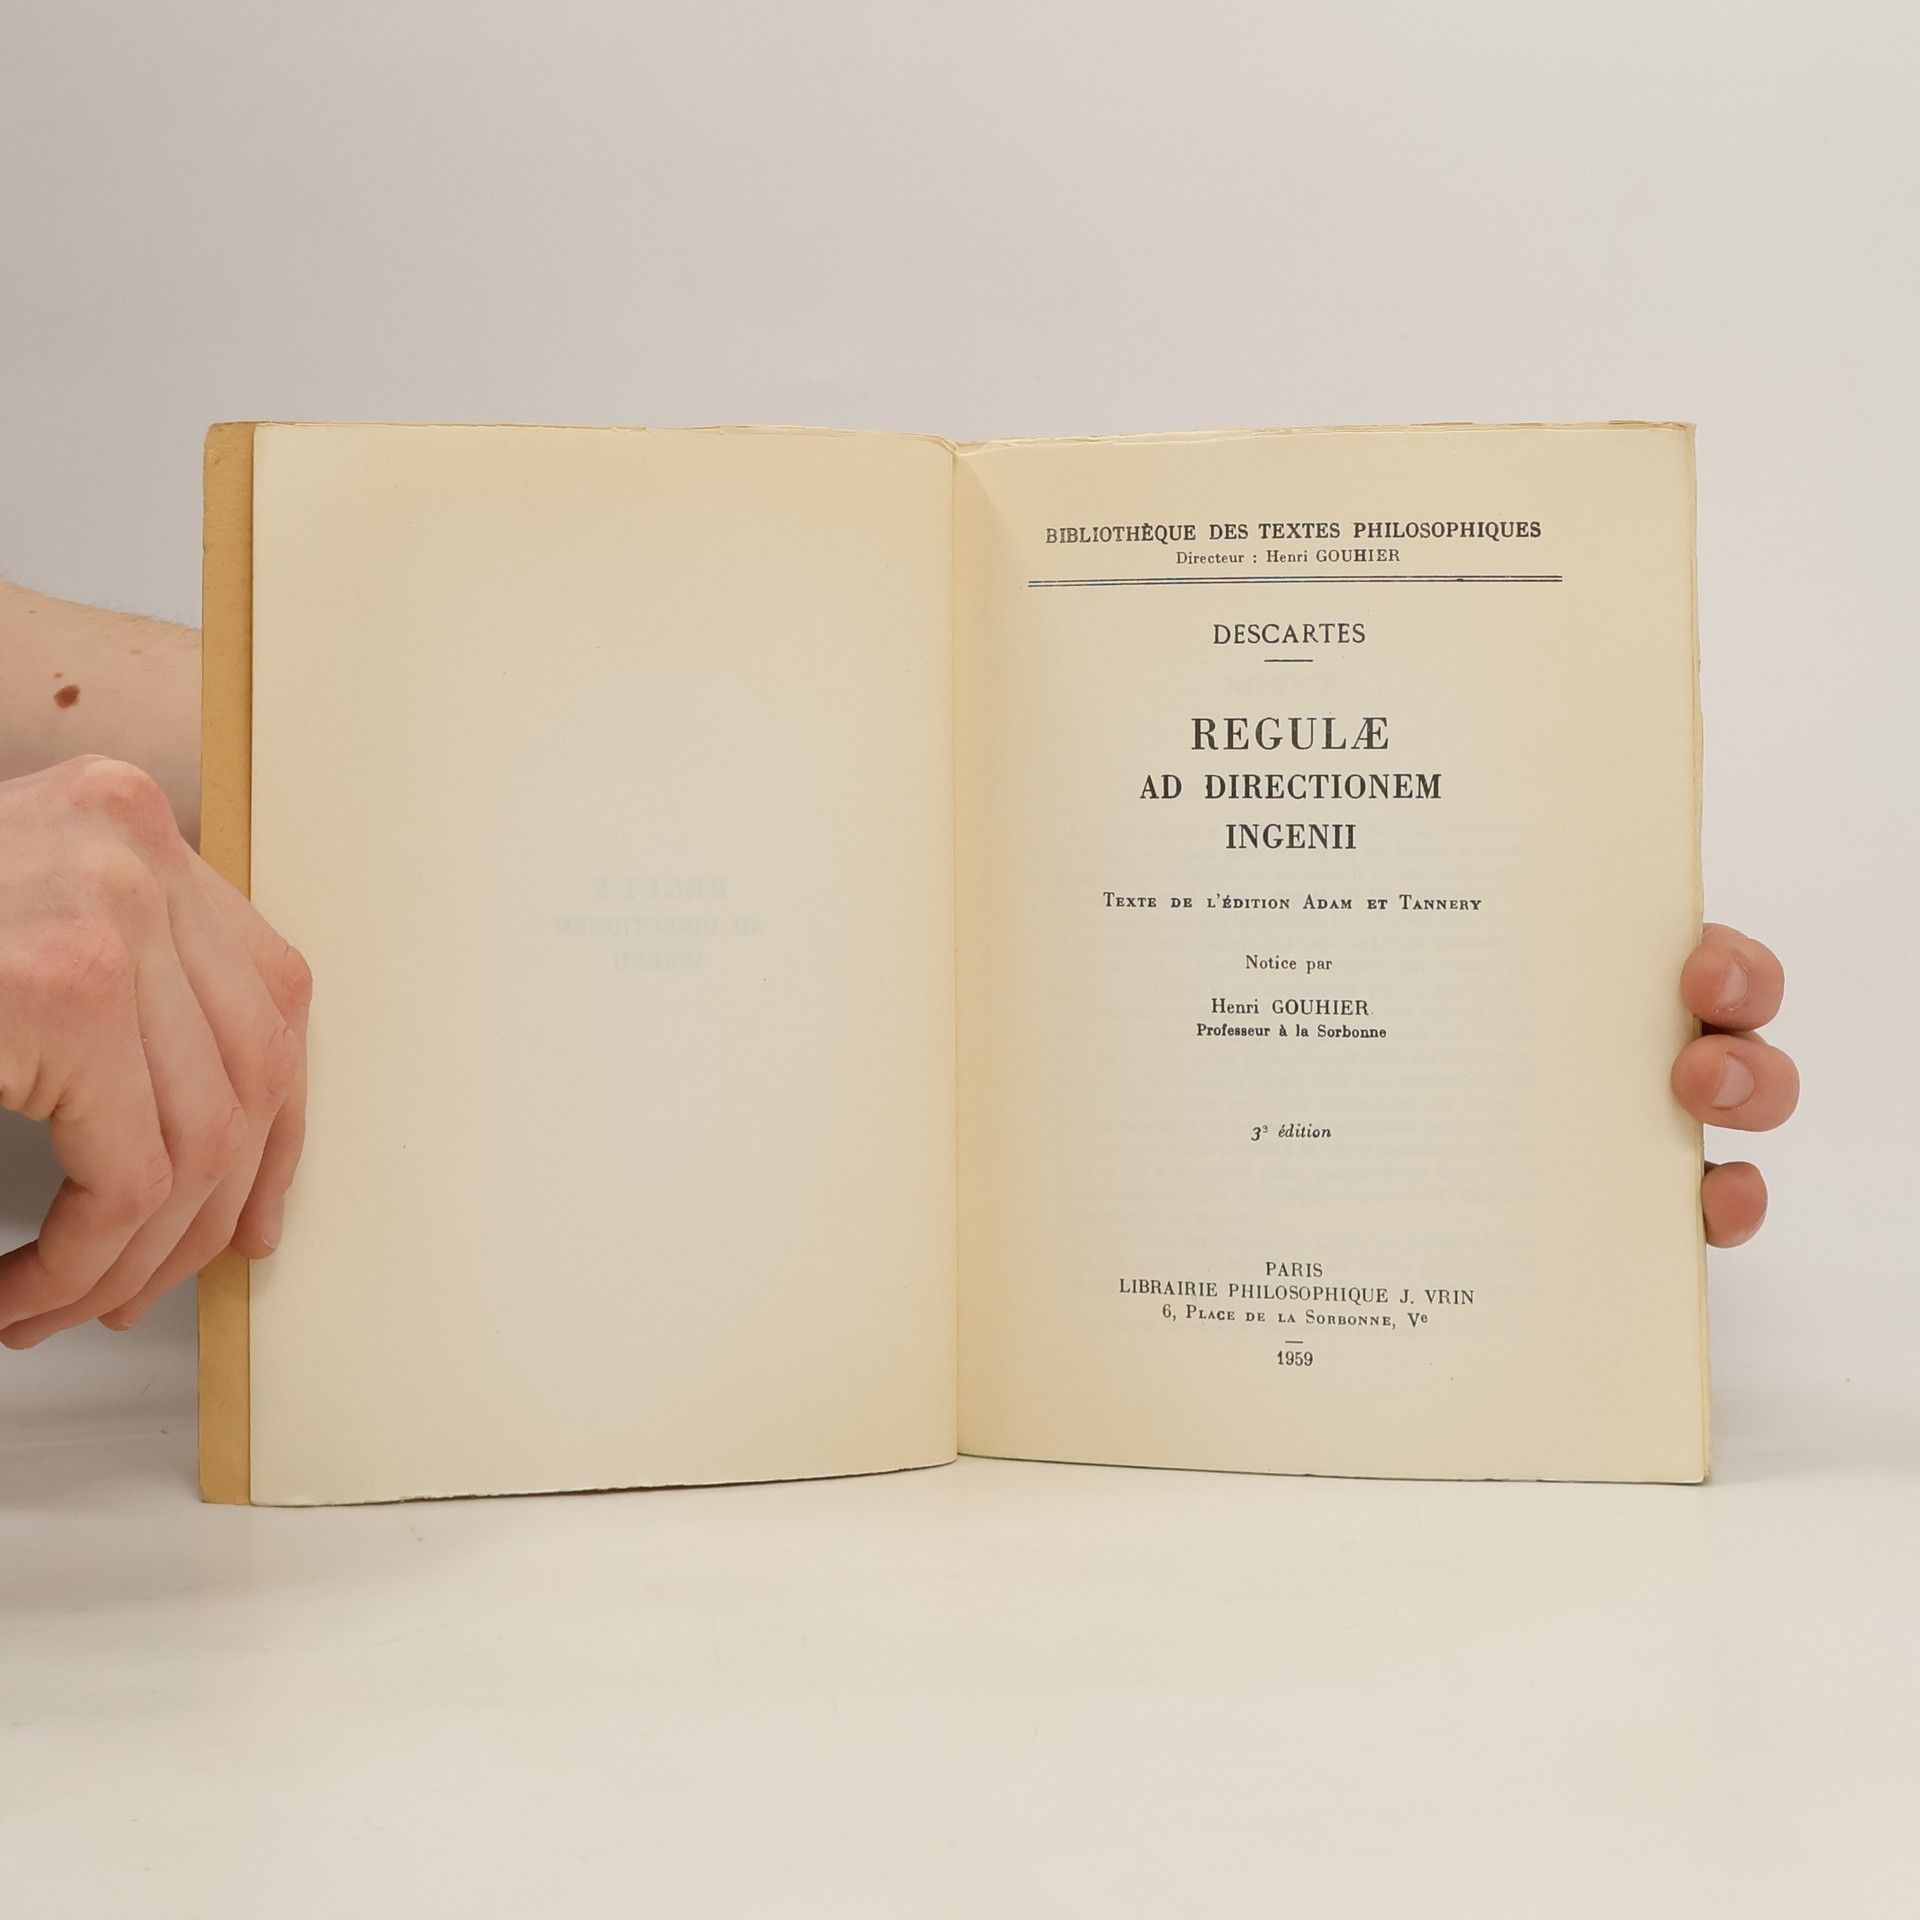 BIBLIOTHÈQUE DES TEXTES PHILOSOPHIQUES
Directeur : Henri GOUHIER
DESCARTES
REGULÆ
AD DIRECTIONEM
INGENII
TEXTE DE L'ÉDITION ADAM ET TANNERY
Notice par
Henri GOUHIER
Professeur à la Sorbonne
3ᵉ édition
PARIS
LIBRAIRIE PHILOSOPHIQUE J. VRIN
6, PLACE DE LA SORBONNE, Vᵉ
1959